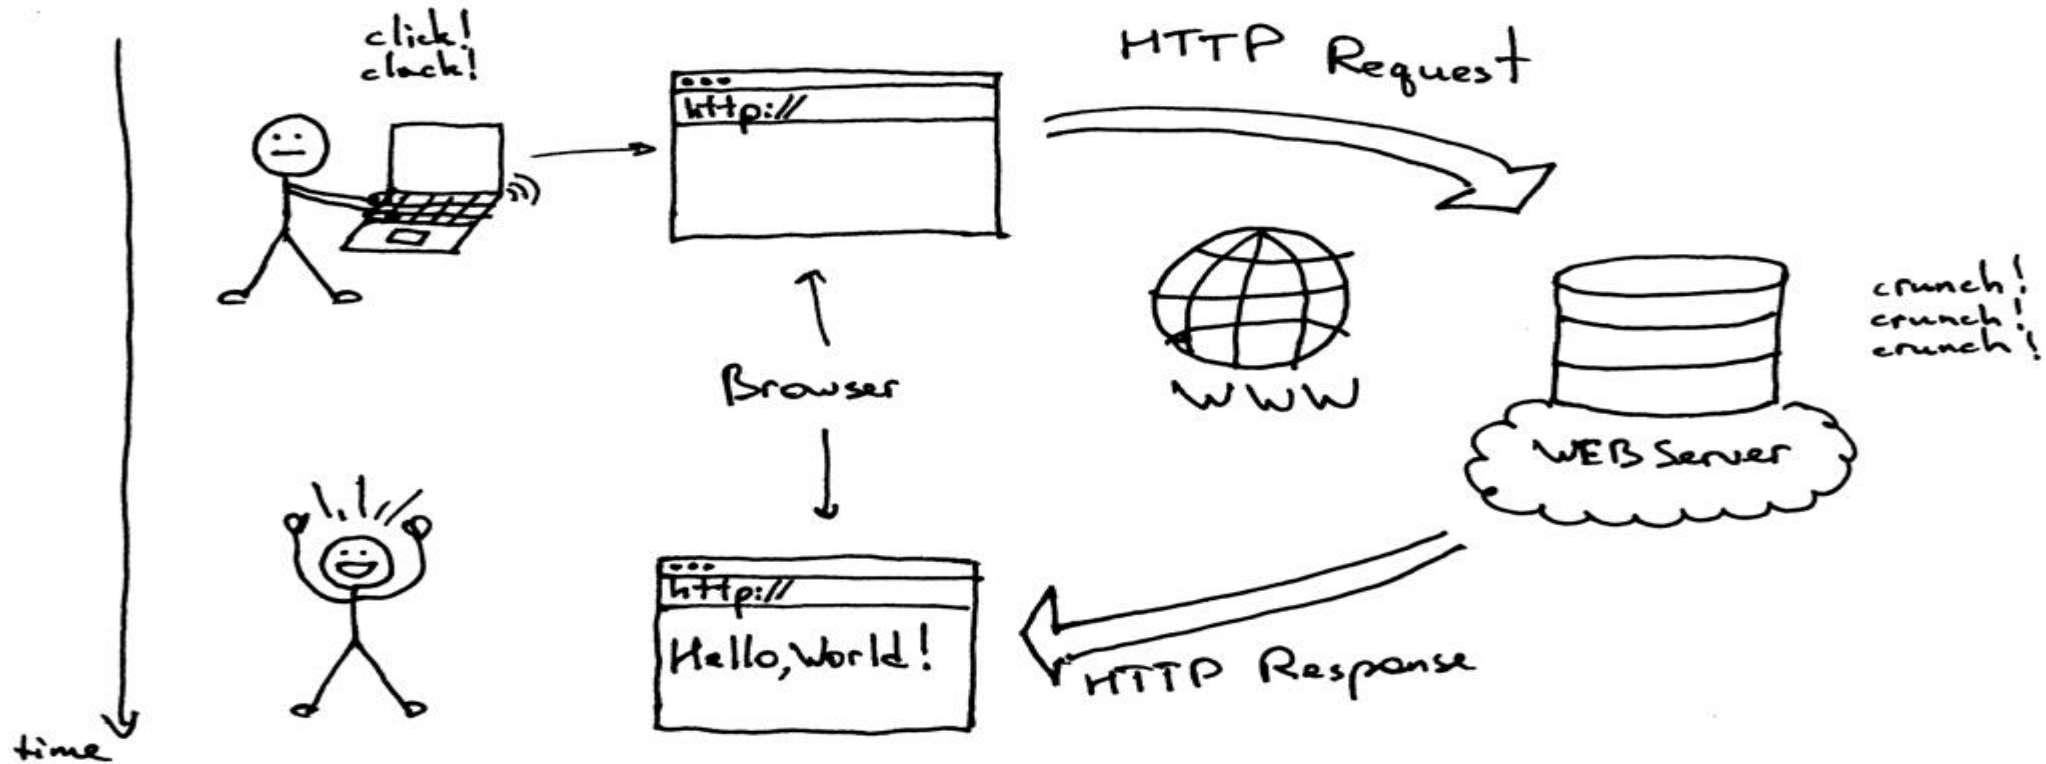 click!
clack!
http://
HTTP Request
crunch!
crunch!
crunch!
Browser
WWW
WEB Server
http://
Hello, World!
HTTP Response
time